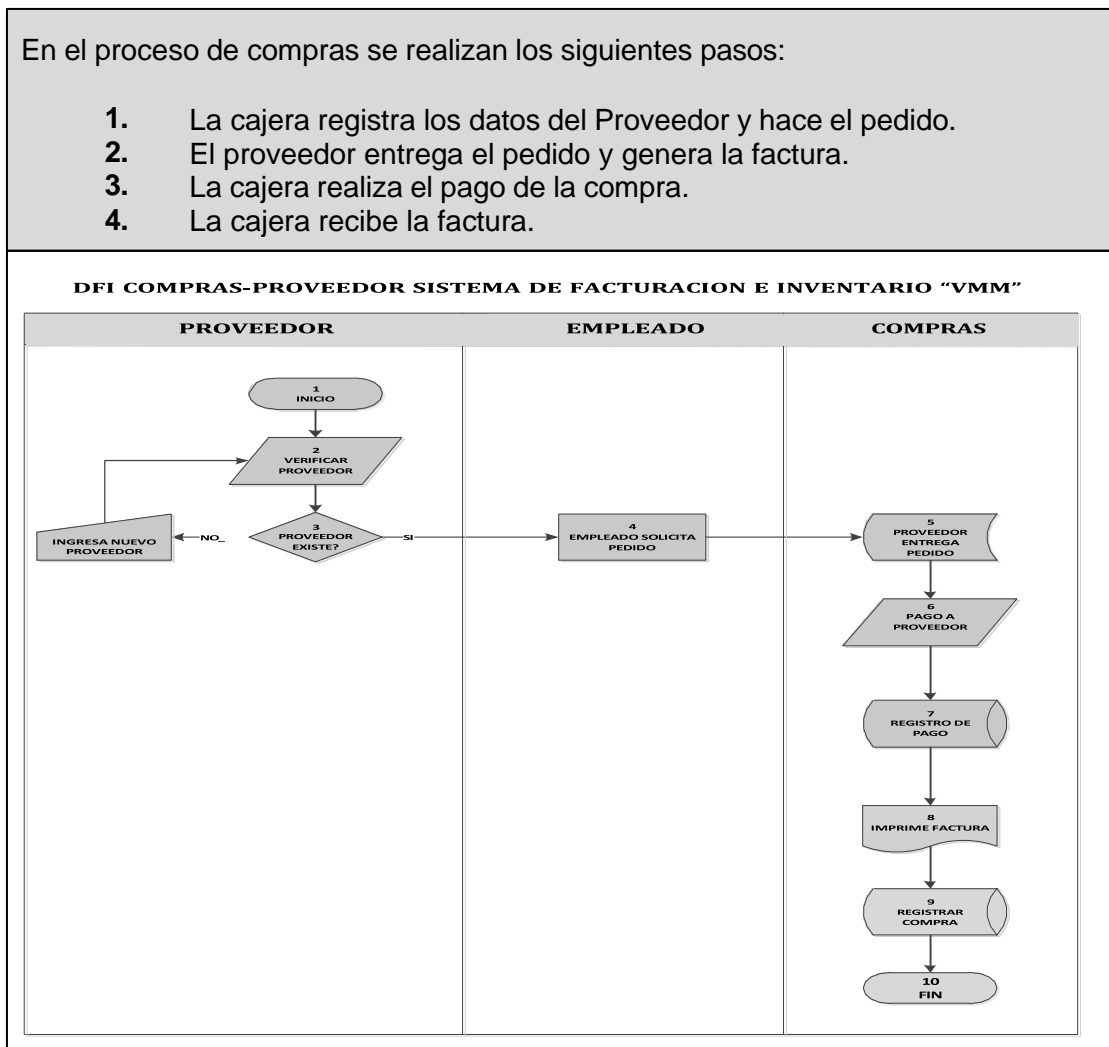 En el proceso de compras se realizan los siguientes pasos:
1. La cajera registra los datos del Proveedor y hace el pedido.
2. El proveedor entrega el pedido y genera la factura.
3. La cajera realiza el pago de la compra.
4. La cajera recibe la factura.
DFI COMPRAS-PROVEEDOR SISTEMA DE FACTURACION E INVENTARIO “VMM”
PROVEEDOR
EMPLEADO
COMPRAS
1
INICIO
2
VERIFICAR
PROVEEDOR
3
PROVEEDOR
EXISTE?
NO_
INGRESA NUEVO
PROVEEDOR
SI
4
EMPLEADO SOLICITA
PEDIDO
5
PROVEEDOR
ENTREGA
PEDIDO
6
PAGO A
PROVEEDOR
7
REGISTRO DE
PAGO
8
IMPRIME FACTURA
9
REGISTRAR
COMPRA
10
FIN